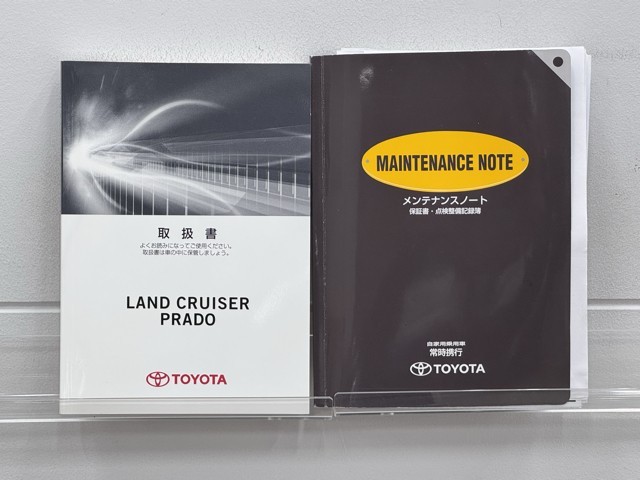 取扱書
よくお読みになってご使用ください。
取扱書は車の中に保管しましょう。
LAND CRUISER
PRADO
TOYOTA
MAINTENANCE NOTE
メンテナンスノート
保証書・点検整備記録簿
自家用乗用車
常時携行
TOYOTA